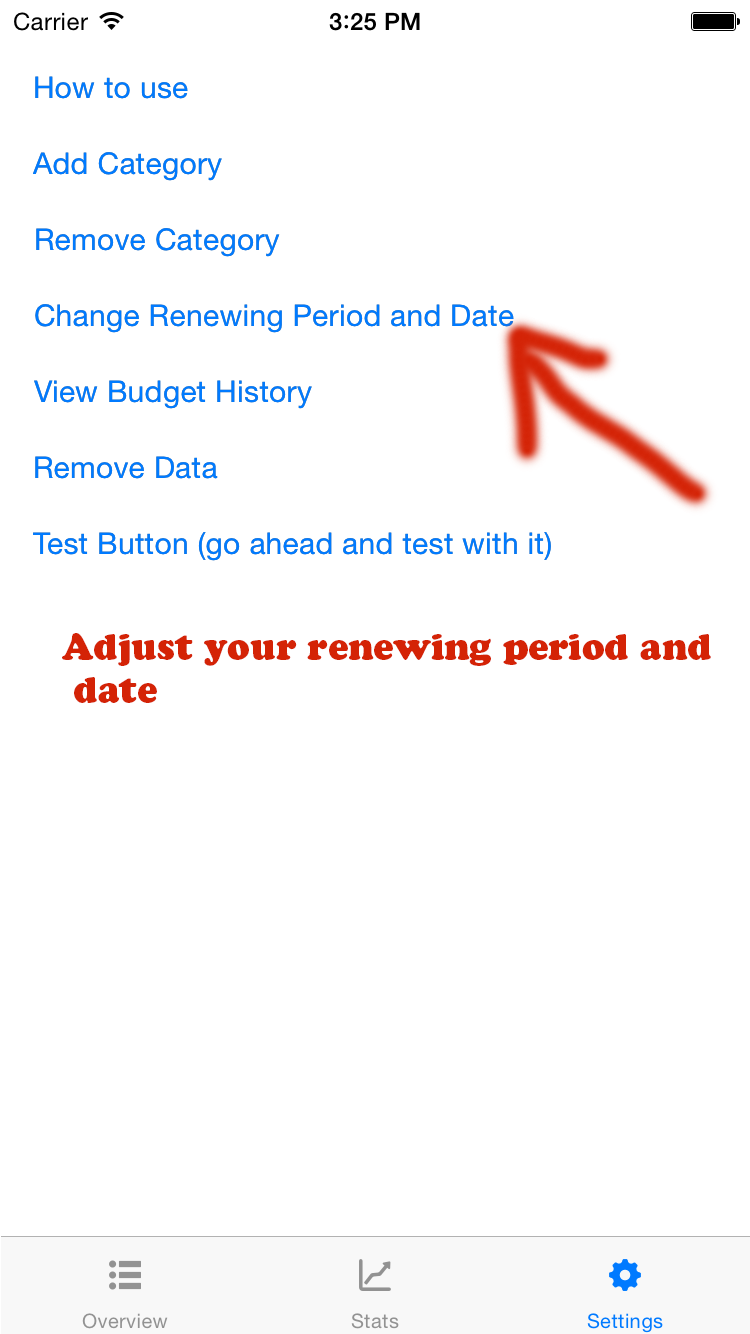 Carrier 3:25 PM
How to use
Add Category
Remove Category
Change Renewing Period and Date
View Budget History
Remove Data
Test Button (go ahead and test with it)
Adjust your renewing period and
date
Overview Stats Settings